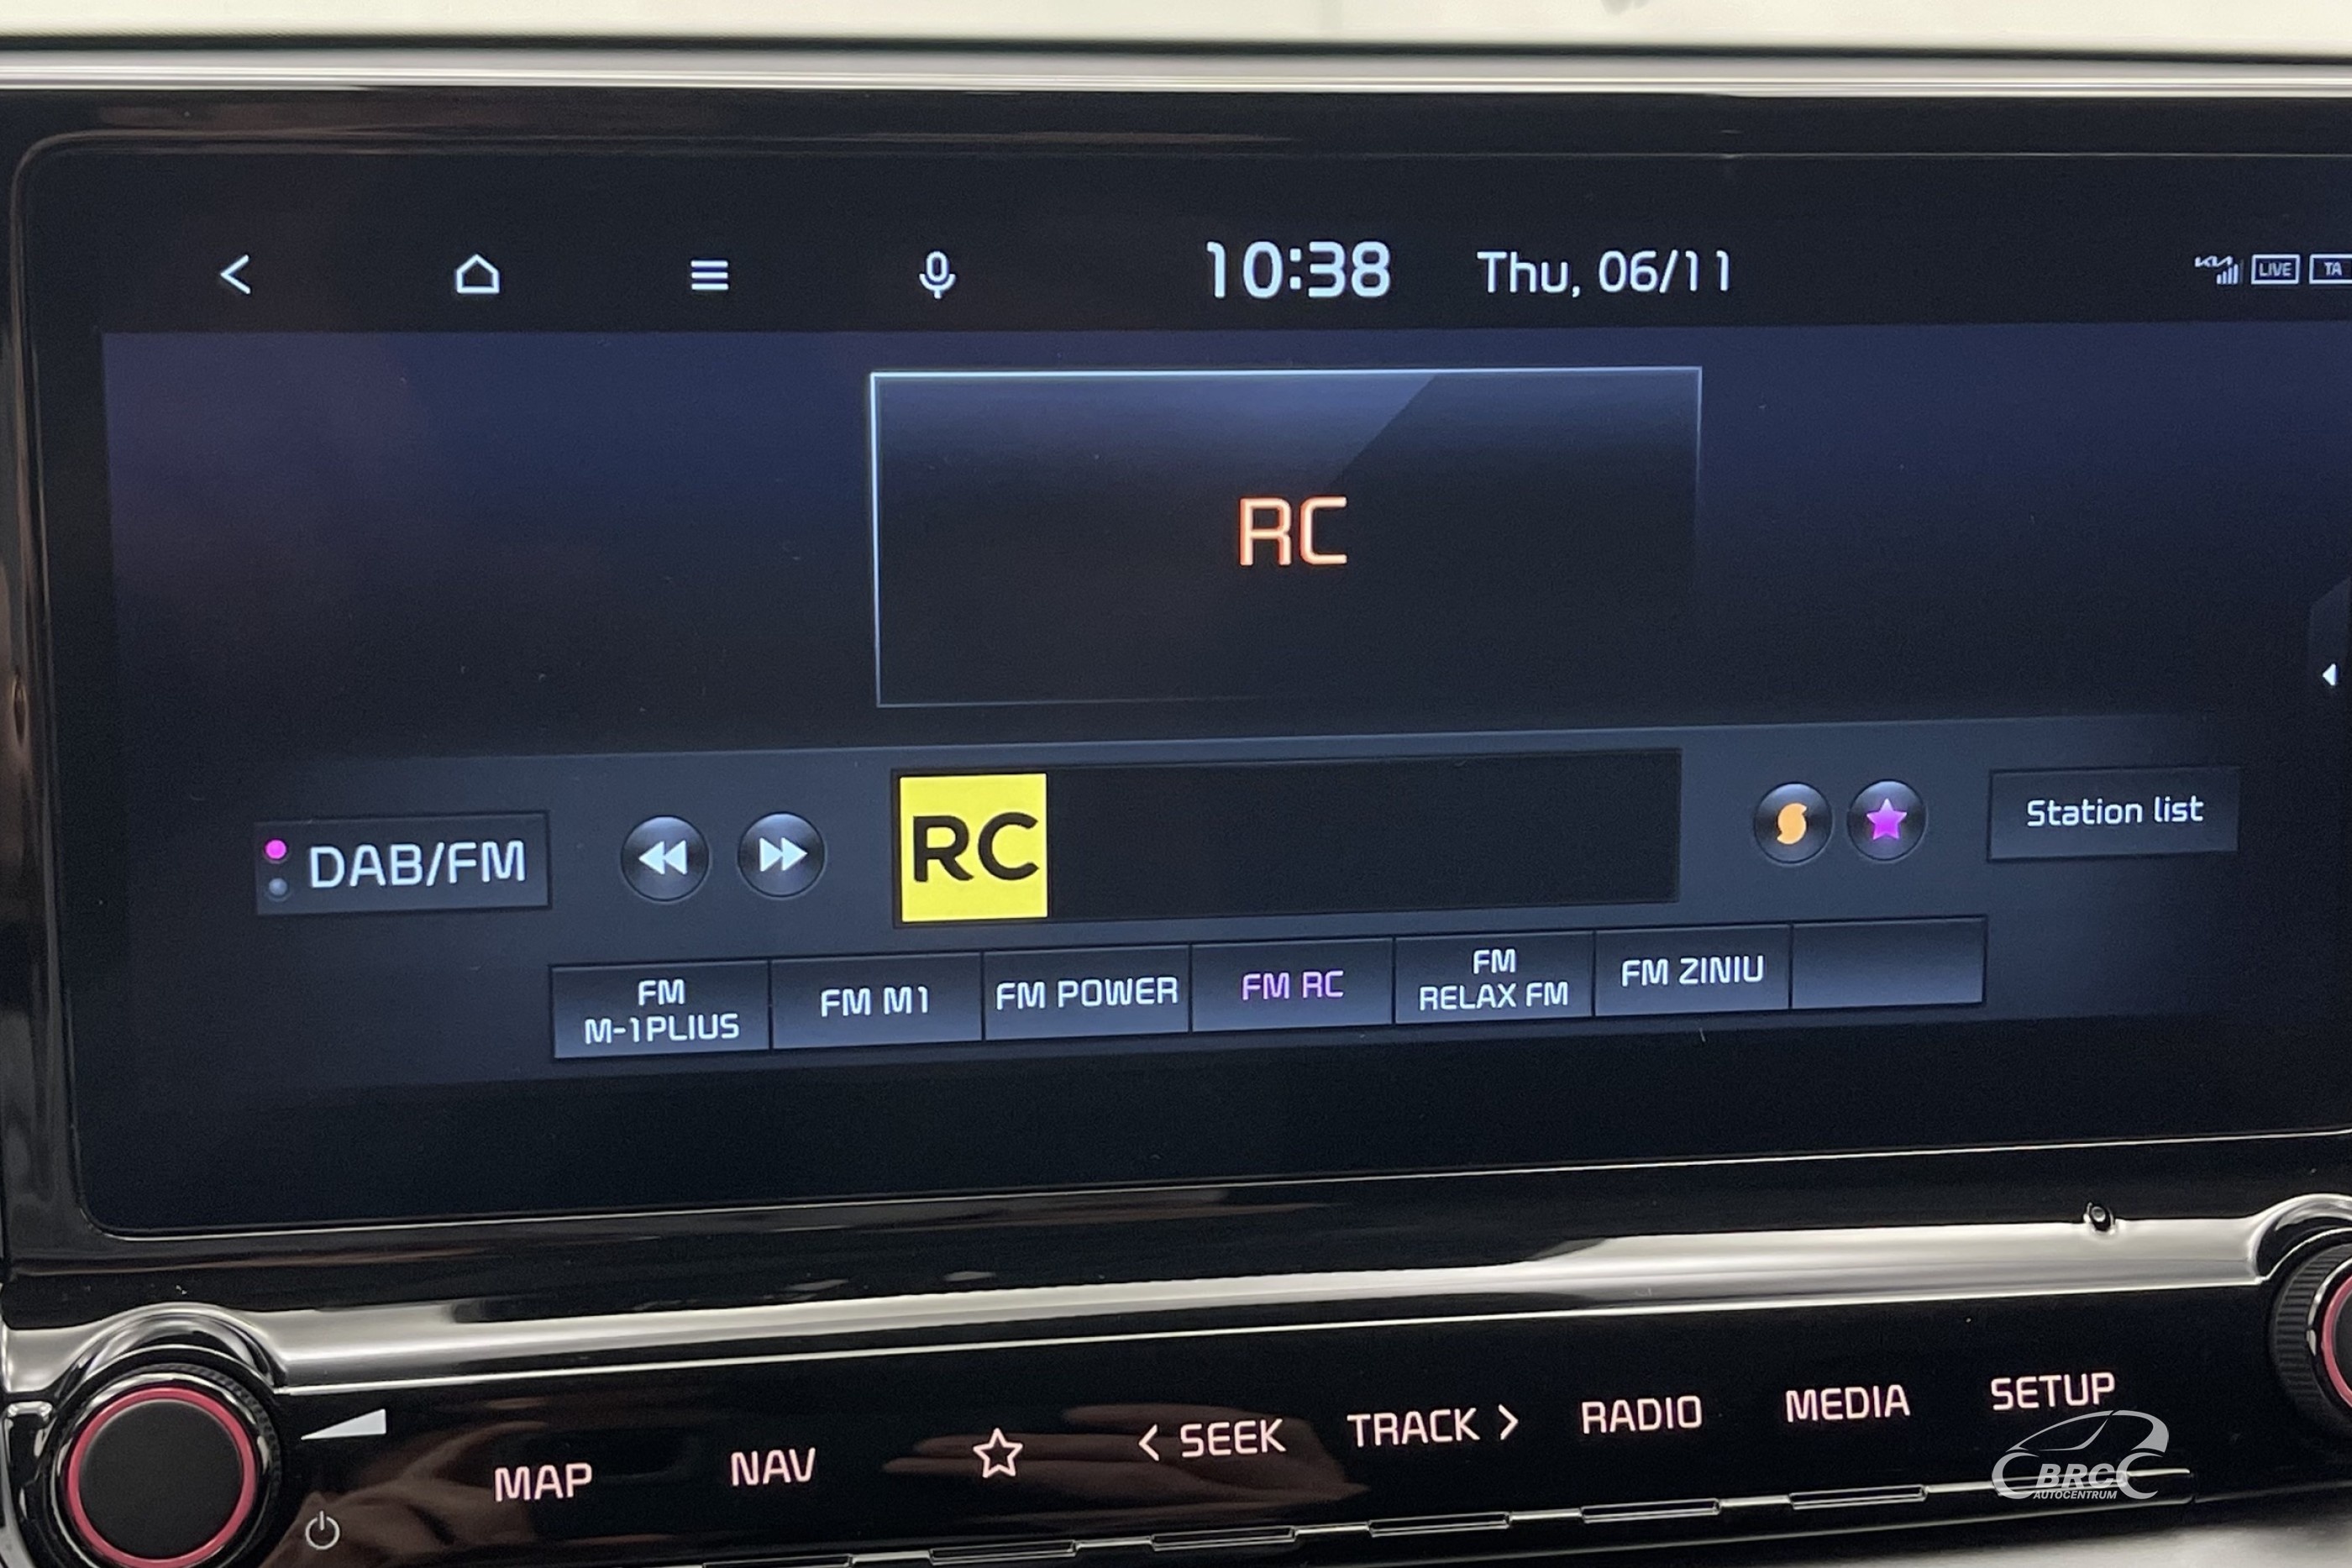 10:38 Thu, 06/11 KIA LIVE TA
RC
DAB/FM RC Station list
FM M-1PLIUS
FM M1
FM POWER
FM RC
FM RELAX FM
FM ZINIU
MAP NAV < SEEK TRACK > RADIO MEDIA SETUP
BRC
AUTOCENTRUM